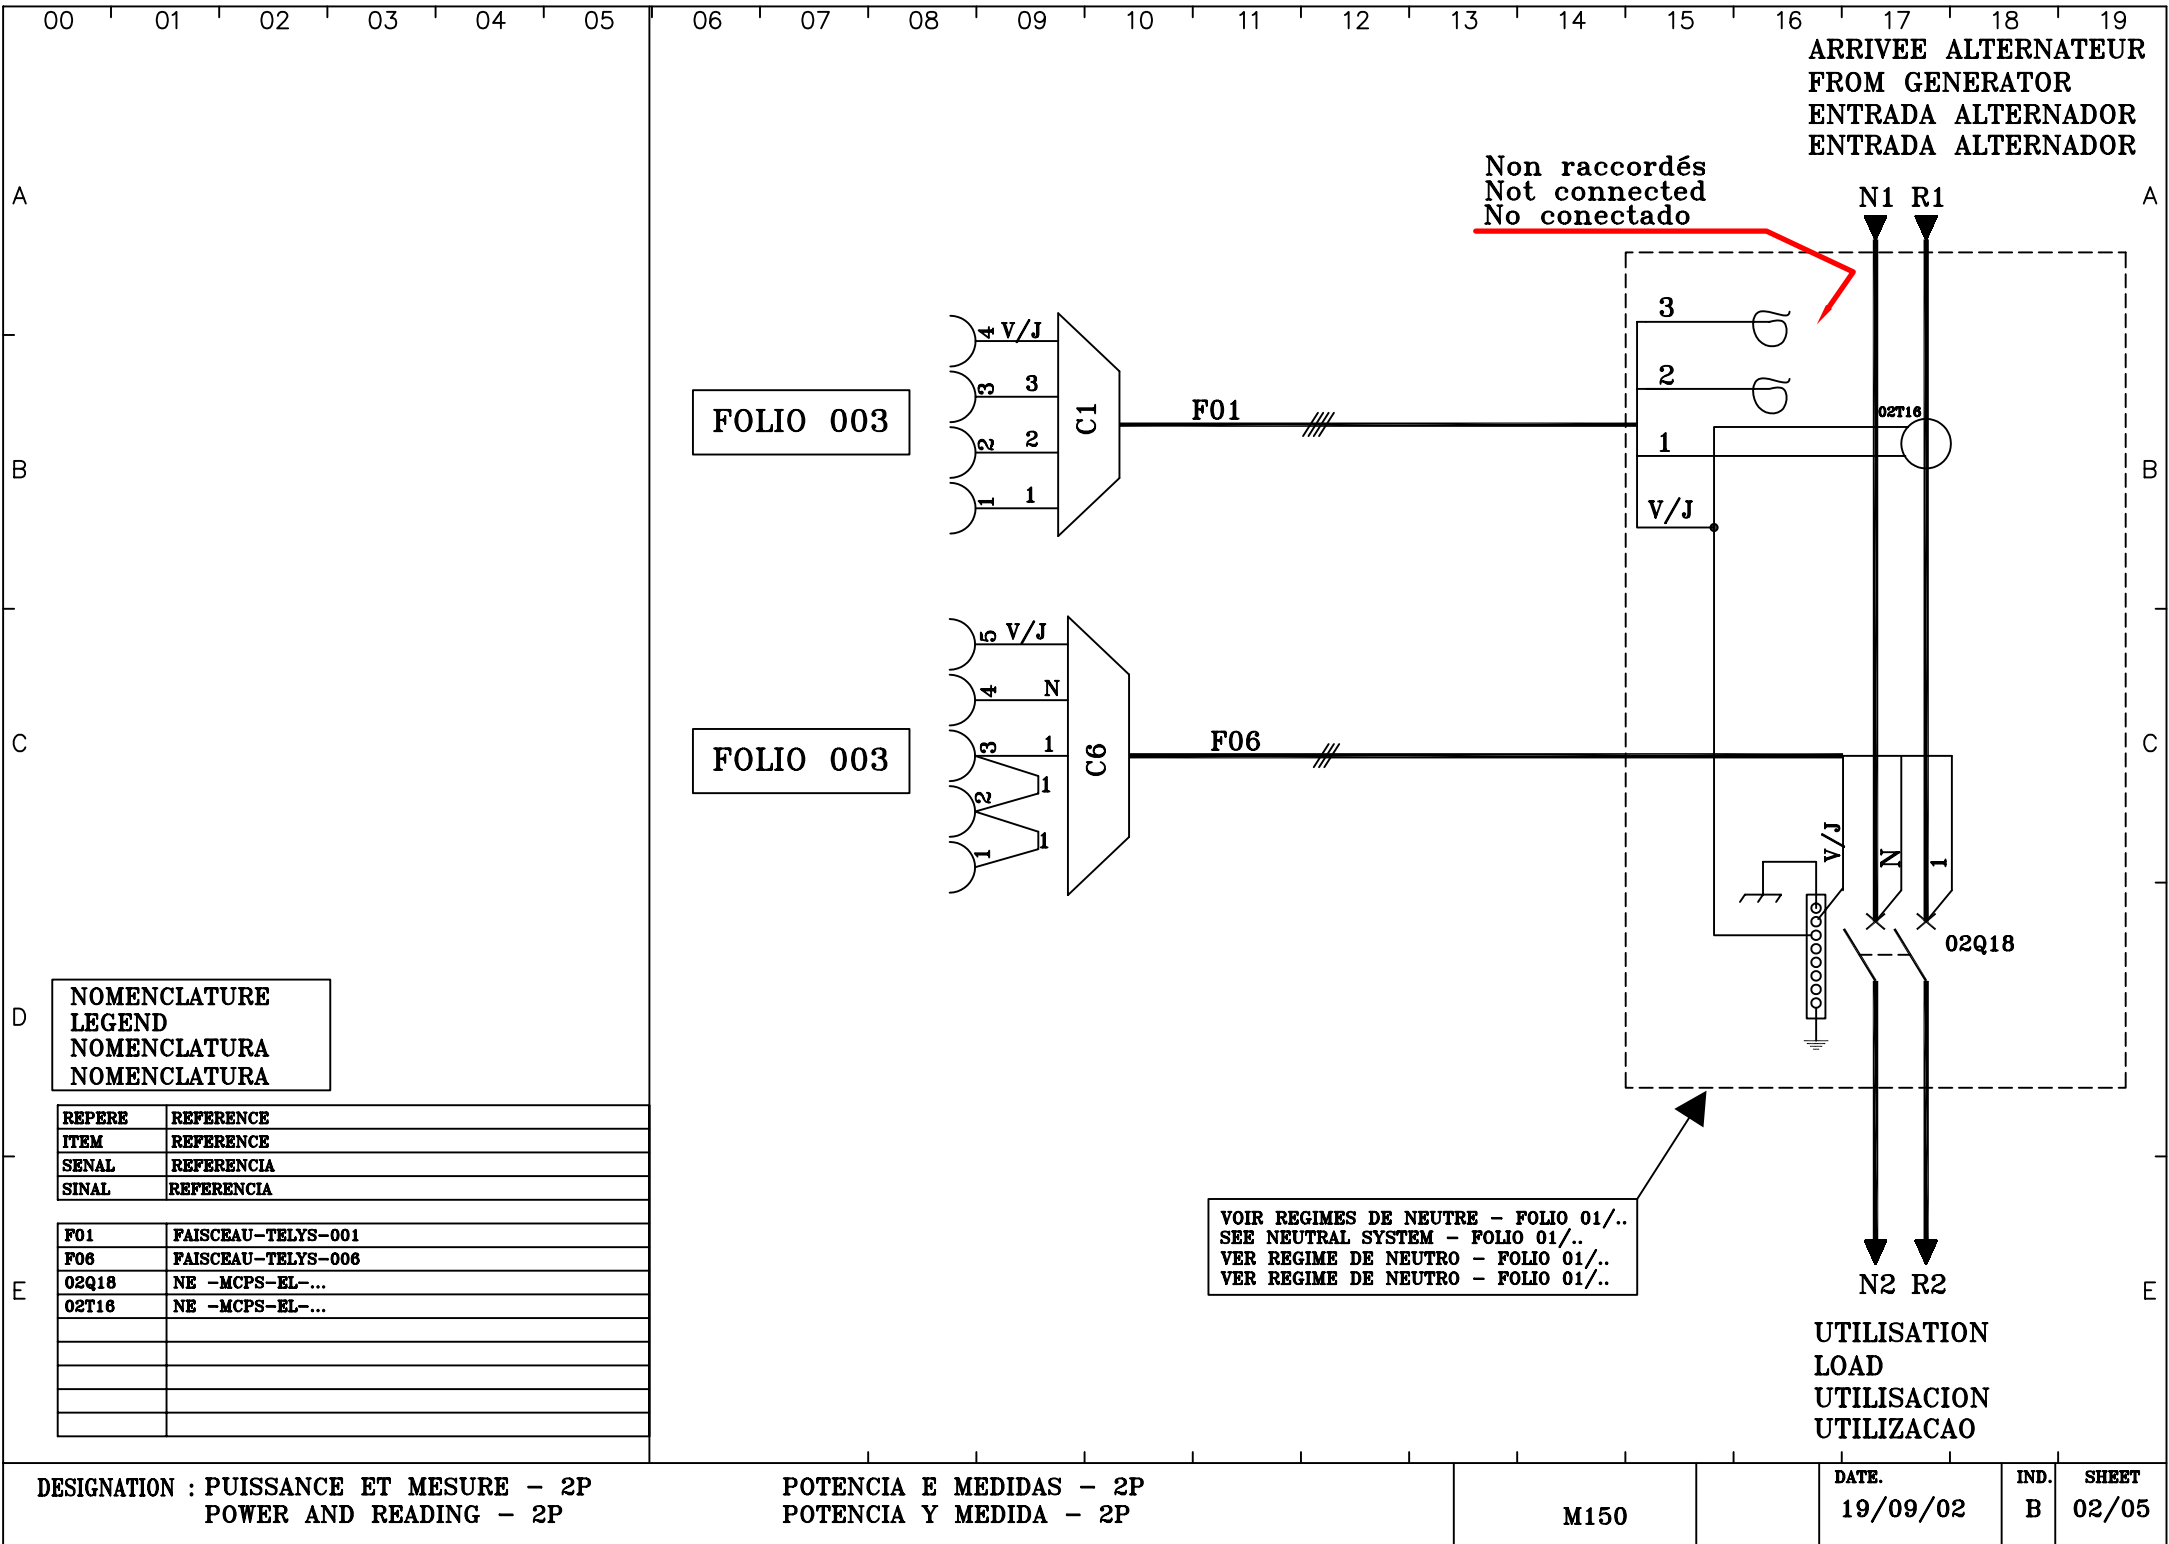 00 01 02 03 04 05 06 07 08 09 10 11 12 13 14 15 16 17 18 19
ARRIVEE ALTERNATEUR
FROM GENERATOR
ENTRADA ALTERNADOR
ENTRADA ALTERNADOR
Non raccordés
Not connected
No conectado
A
N1 R1
A
3
4 V/J
3 3
2
FOLIO 003
C1
F01
02T16
2 2
1
B
B
1 1
V/J
5 V/J
4 N
FOLIO 003
3 1
C6
F06
C
C
1
2
1
1
V/J
N
1
02Q18
NOMENCLATURE
LEGEND
NOMENCLATURA
NOMENCLATURA
D
REPERE REFERENCE
ITEM REFERENCE
SENAL REFERENCIA
SINAL REFERENCIA
F01 FAISCEAU-TELYS-001
F06 FAISCEAU-TELYS-006
02Q18 NE -MCPS-EL-...
02T16 NE -MCPS-EL-...
VOIR REGIMES DE NEUTRE - FOLIO 01/..
SEE NEUTRAL SYSTEM - FOLIO 01/..
VER REGIME DE NEUTRO - FOLIO 01/..
VER REGIME DE NEUTRO - FOLIO 01/..
E
E
N2 R2
UTILISATION
LOAD
UTILISACION
UTILIZACAO
DESIGNATION : PUISSANCE ET MESURE - 2P
POWER AND READING - 2P
POTENCIA E MEDIDAS - 2P
POTENCIA Y MEDIDA - 2P
M150
DATE.
19/09/02
IND.
B
SHEET
02/05